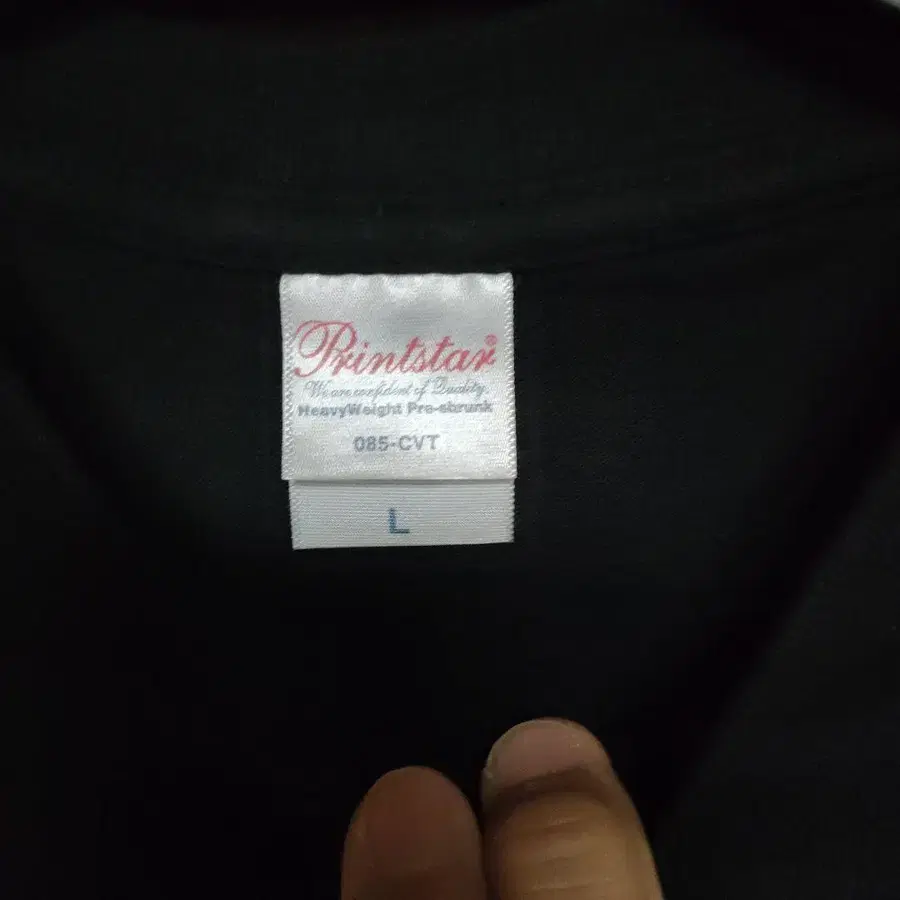 Printstar®
We are confident of Quality.
HeavyWeight Pre-shrunk
085-CVT
L